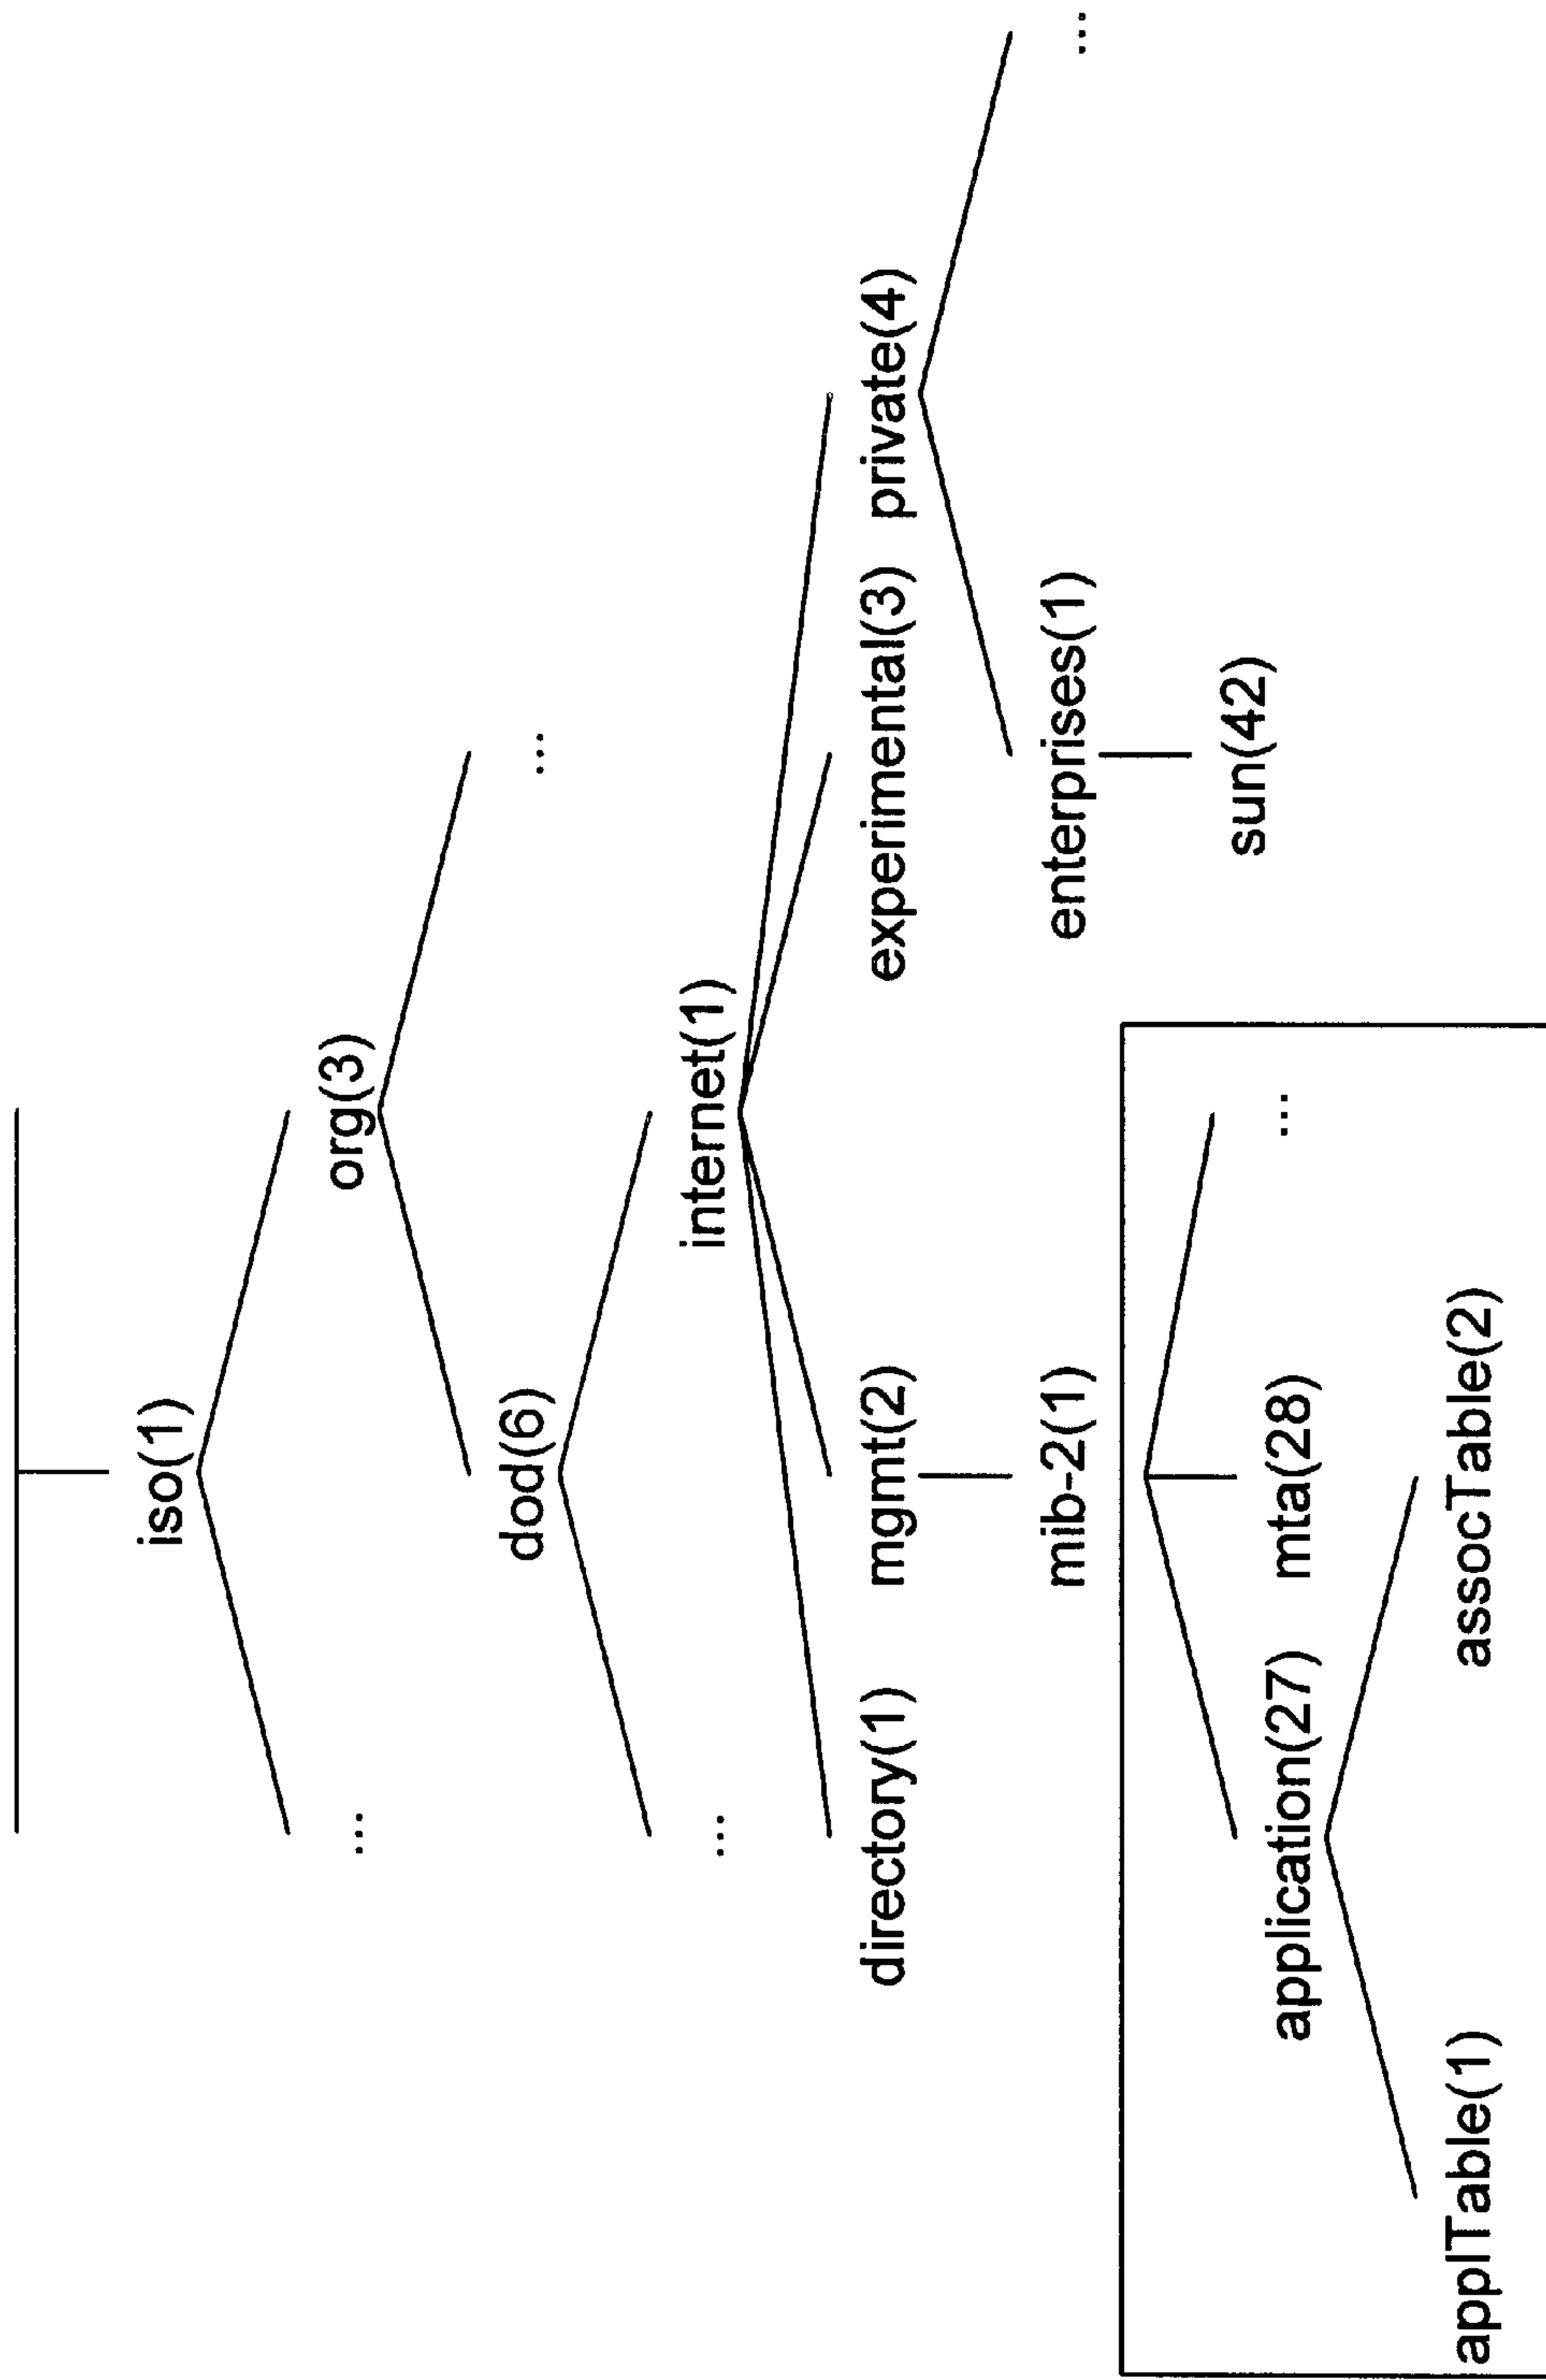 iso(1)
...
org(3)
dod(6)
...
...
internet(1)
directory(1)
mgmt(2)
experimental(3)
private(4)
mib-2(1)
enterprises(1)
...
application(27)
mta(28)
...
sun(42)
applTable(1)
assocTable(2)